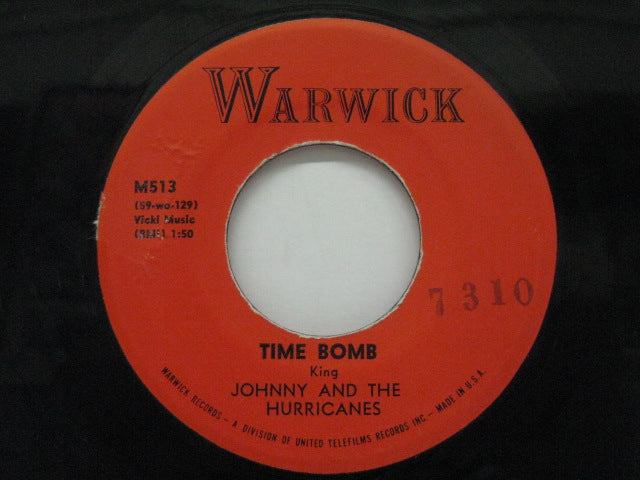 WARWICK
M513
(59-wo-129)
Vicki Music
(BMI) 1:50
7310
TIME BOMB
King
JOHNNY AND THE
HURRICANES
WARWICK RECORDS – A DIVISION OF UNITED TELEFILMS RECORDS INC. – MADE IN U.S.A.